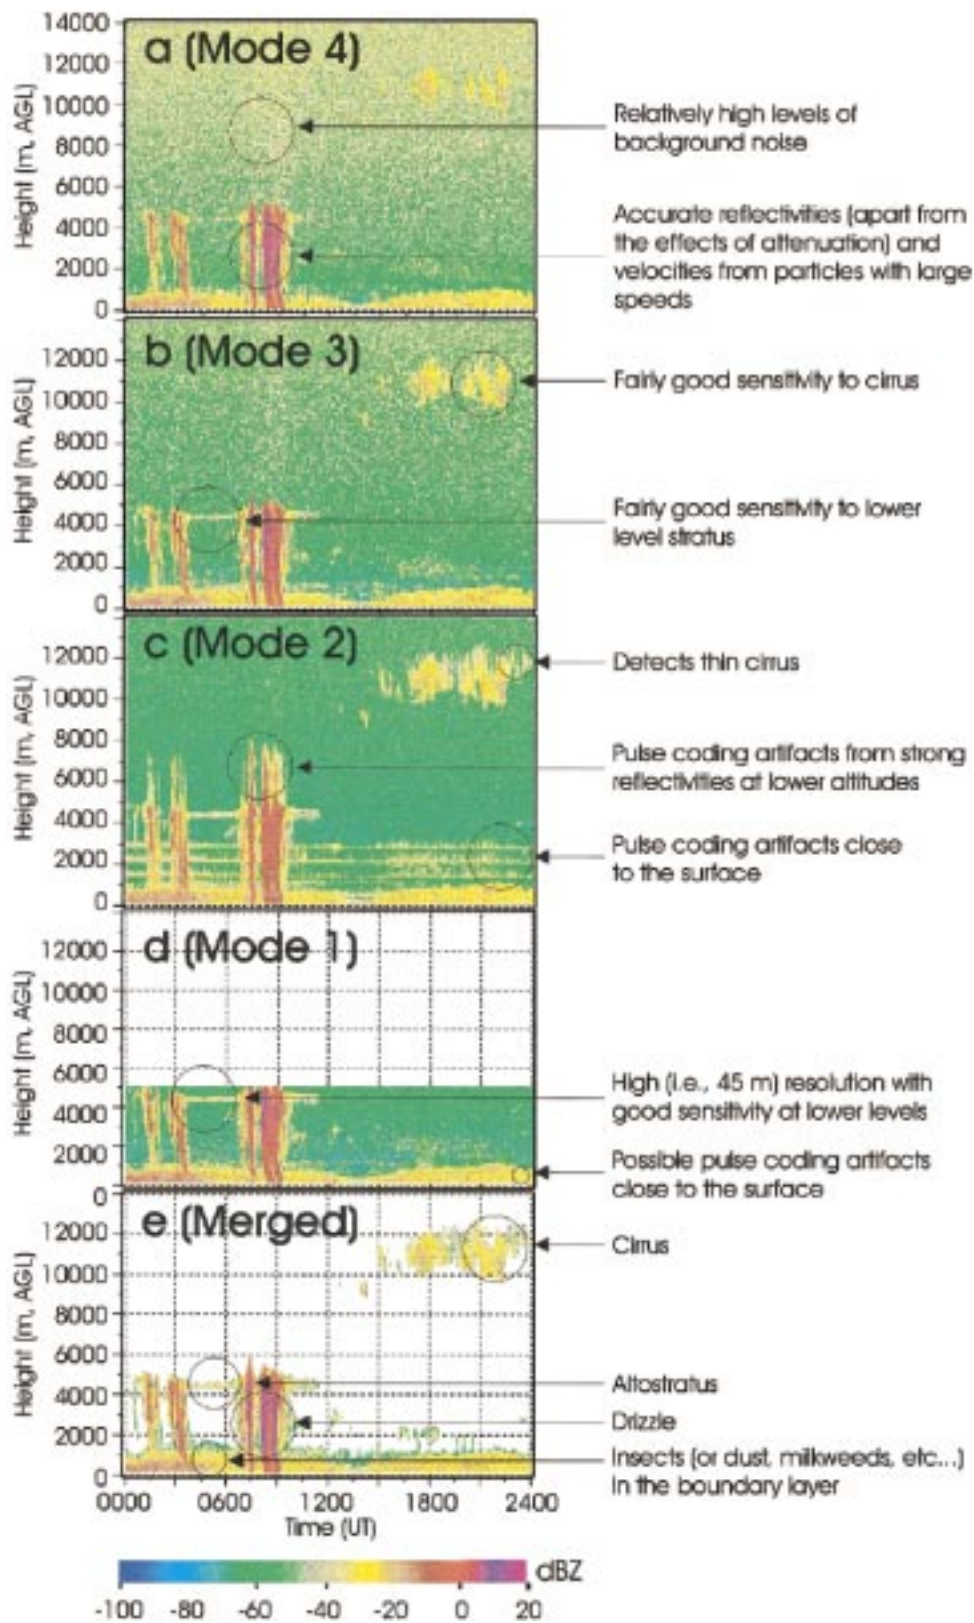 14000
12000
10000
8000
6000
4000
2000
0
Height (m, AGL)
a (Mode 4)
Relatively high levels of
background noise
Accurate reflectivities (apart from
the effects of attenuation) and
velocities from particles with large
speeds
12000
10000
8000
6000
4000
2000
0
Height (m, AGL)
b (Mode 3)
Fairly good sensitivity to cirrus
Fairly good sensitivity to lower
level stratus
12000
10000
8000
6000
4000
2000
0
Height (m, AGL)
c (Mode 2)
Detects thin cirrus
Pulse coding artifacts from strong
reflectivities at lower altitudes
Pulse coding artifacts close
to the surface
12000
10000
8000
6000
4000
2000
0
Height (m, AGL)
d (Mode 1)
High (i.e., 45 m) resolution with
good sensitivity at lower levels
Possible pulse coding artifacts
close to the surface
12000
10000
8000
6000
4000
2000
0
Height (m, AGL)
e (Merged)
Cirrus
Altostratus
Drizzle
Insects (or dust, milkweeds, etc...)
in the boundary layer
0000 0600 1200 1800 2400
Time (UT)
dBZ
-100 -80 -60 -40 -20 0 20